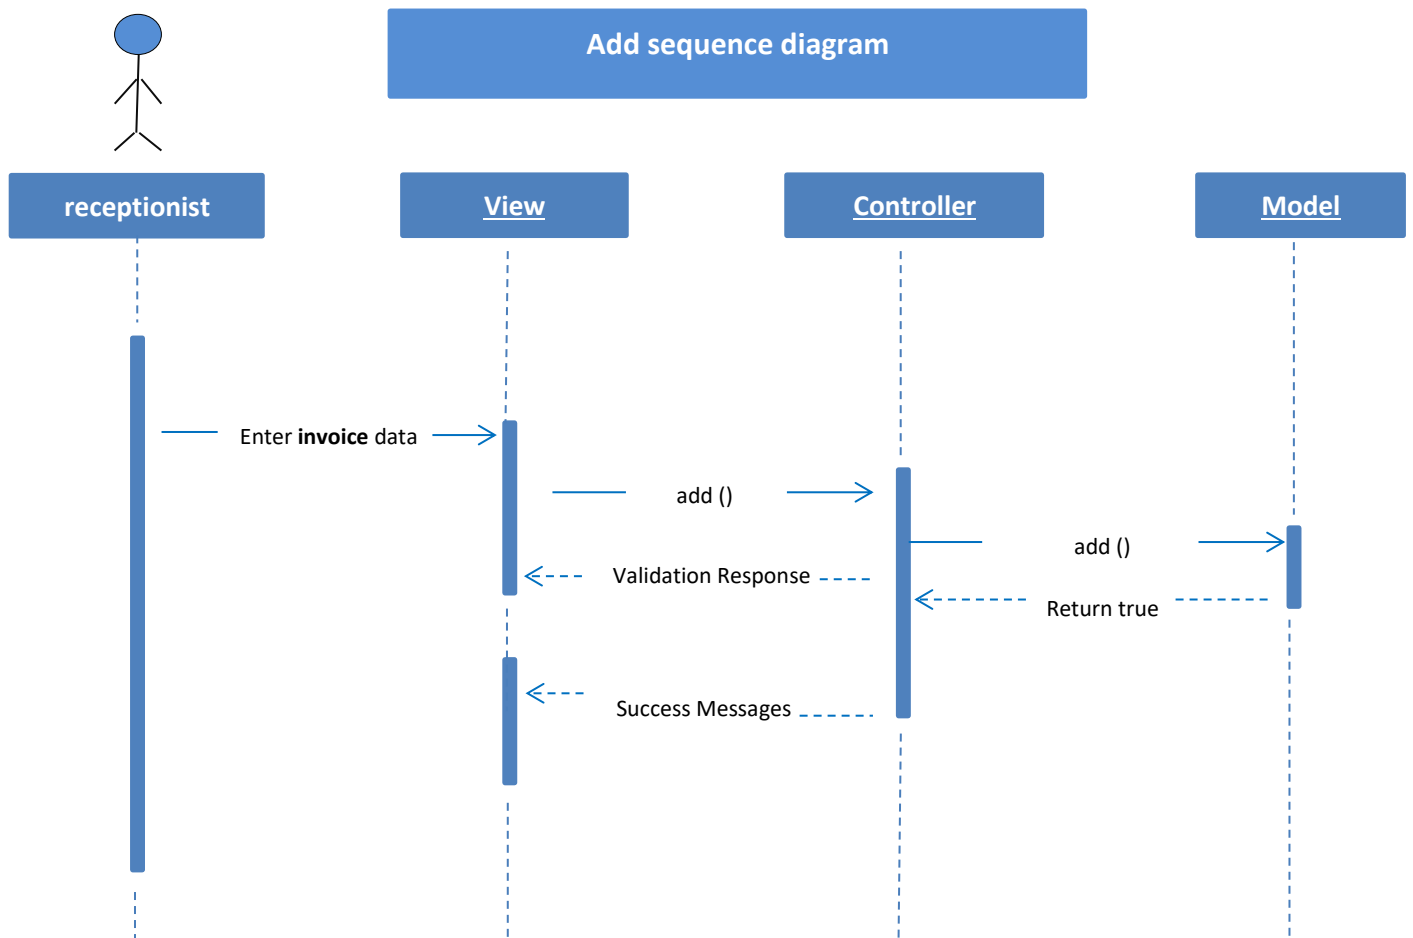 Add sequence diagram
receptionist
View
Controller
Model
Enter invoice data
add ()
add ()
Validation Response
Return true
Success Messages